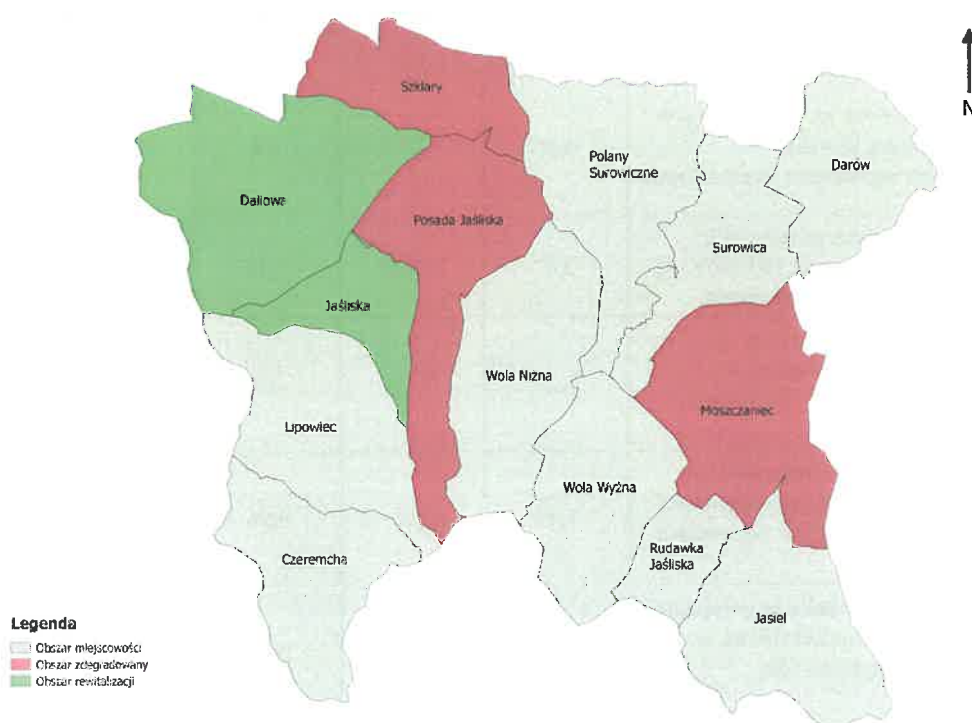 N
Szklary
Polany
Surowiczne
Darów
Daliowa
Posada Jaśliska
Surowica
Jaśliska
Wola Niżna
Moszczaniec
Lipowiec
Wola Wyżna
Rudawka
Jaśliska
Czeremcha
Jasiel
Legenda
Obszar miejscowości
Obszar zdegradowany
Obszar rewitalizacji